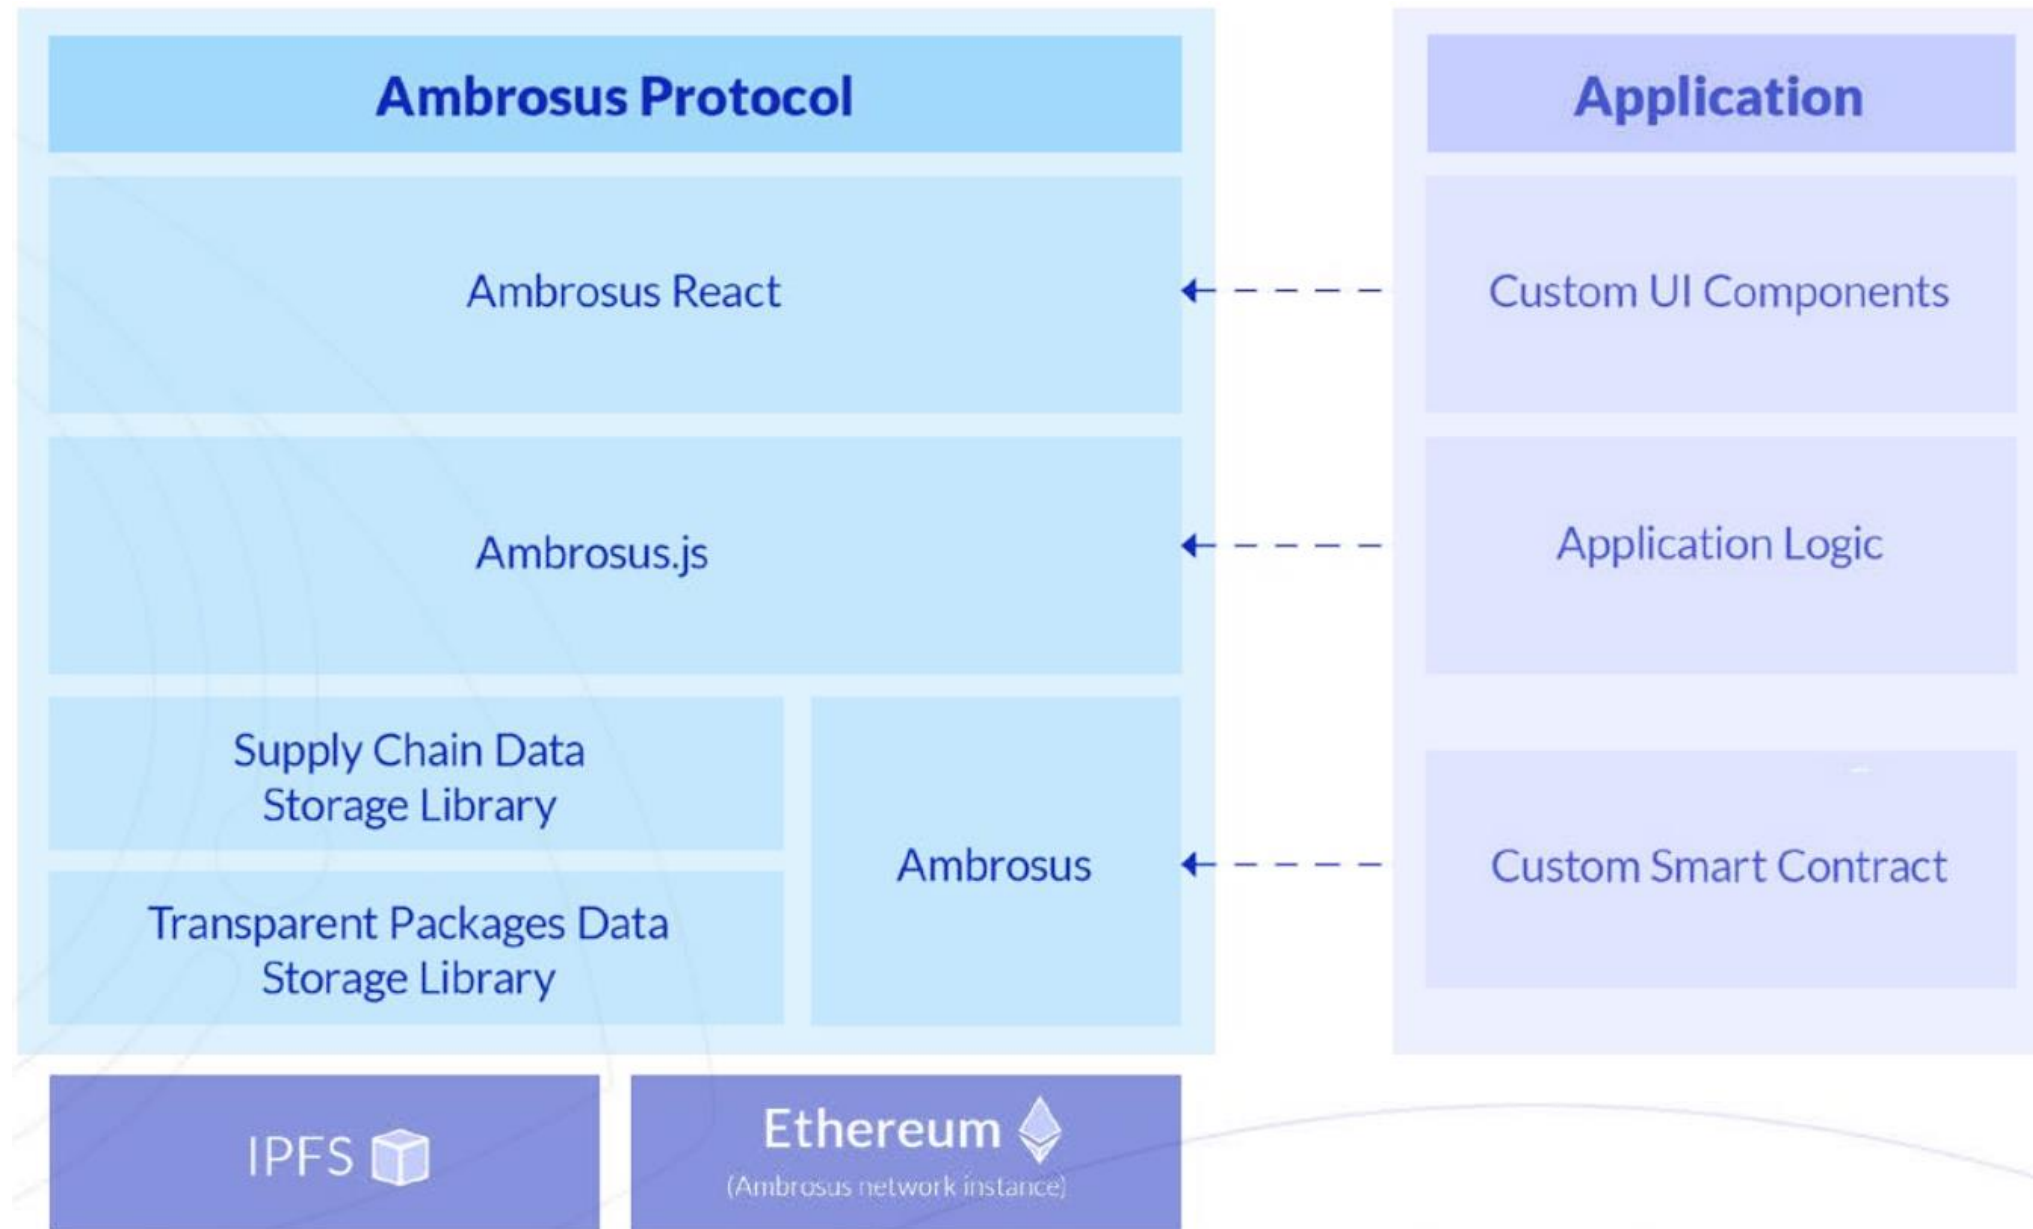 Ambrosus Protocol
Application
Ambrosus React
Custom UI Components
Ambrosus.js
Application Logic
Supply Chain Data
Storage Library
Transparent Packages Data
Storage Library
Ambrosus
Custom Smart Contract
IPFS
Ethereum
(Ambrosus network instance)